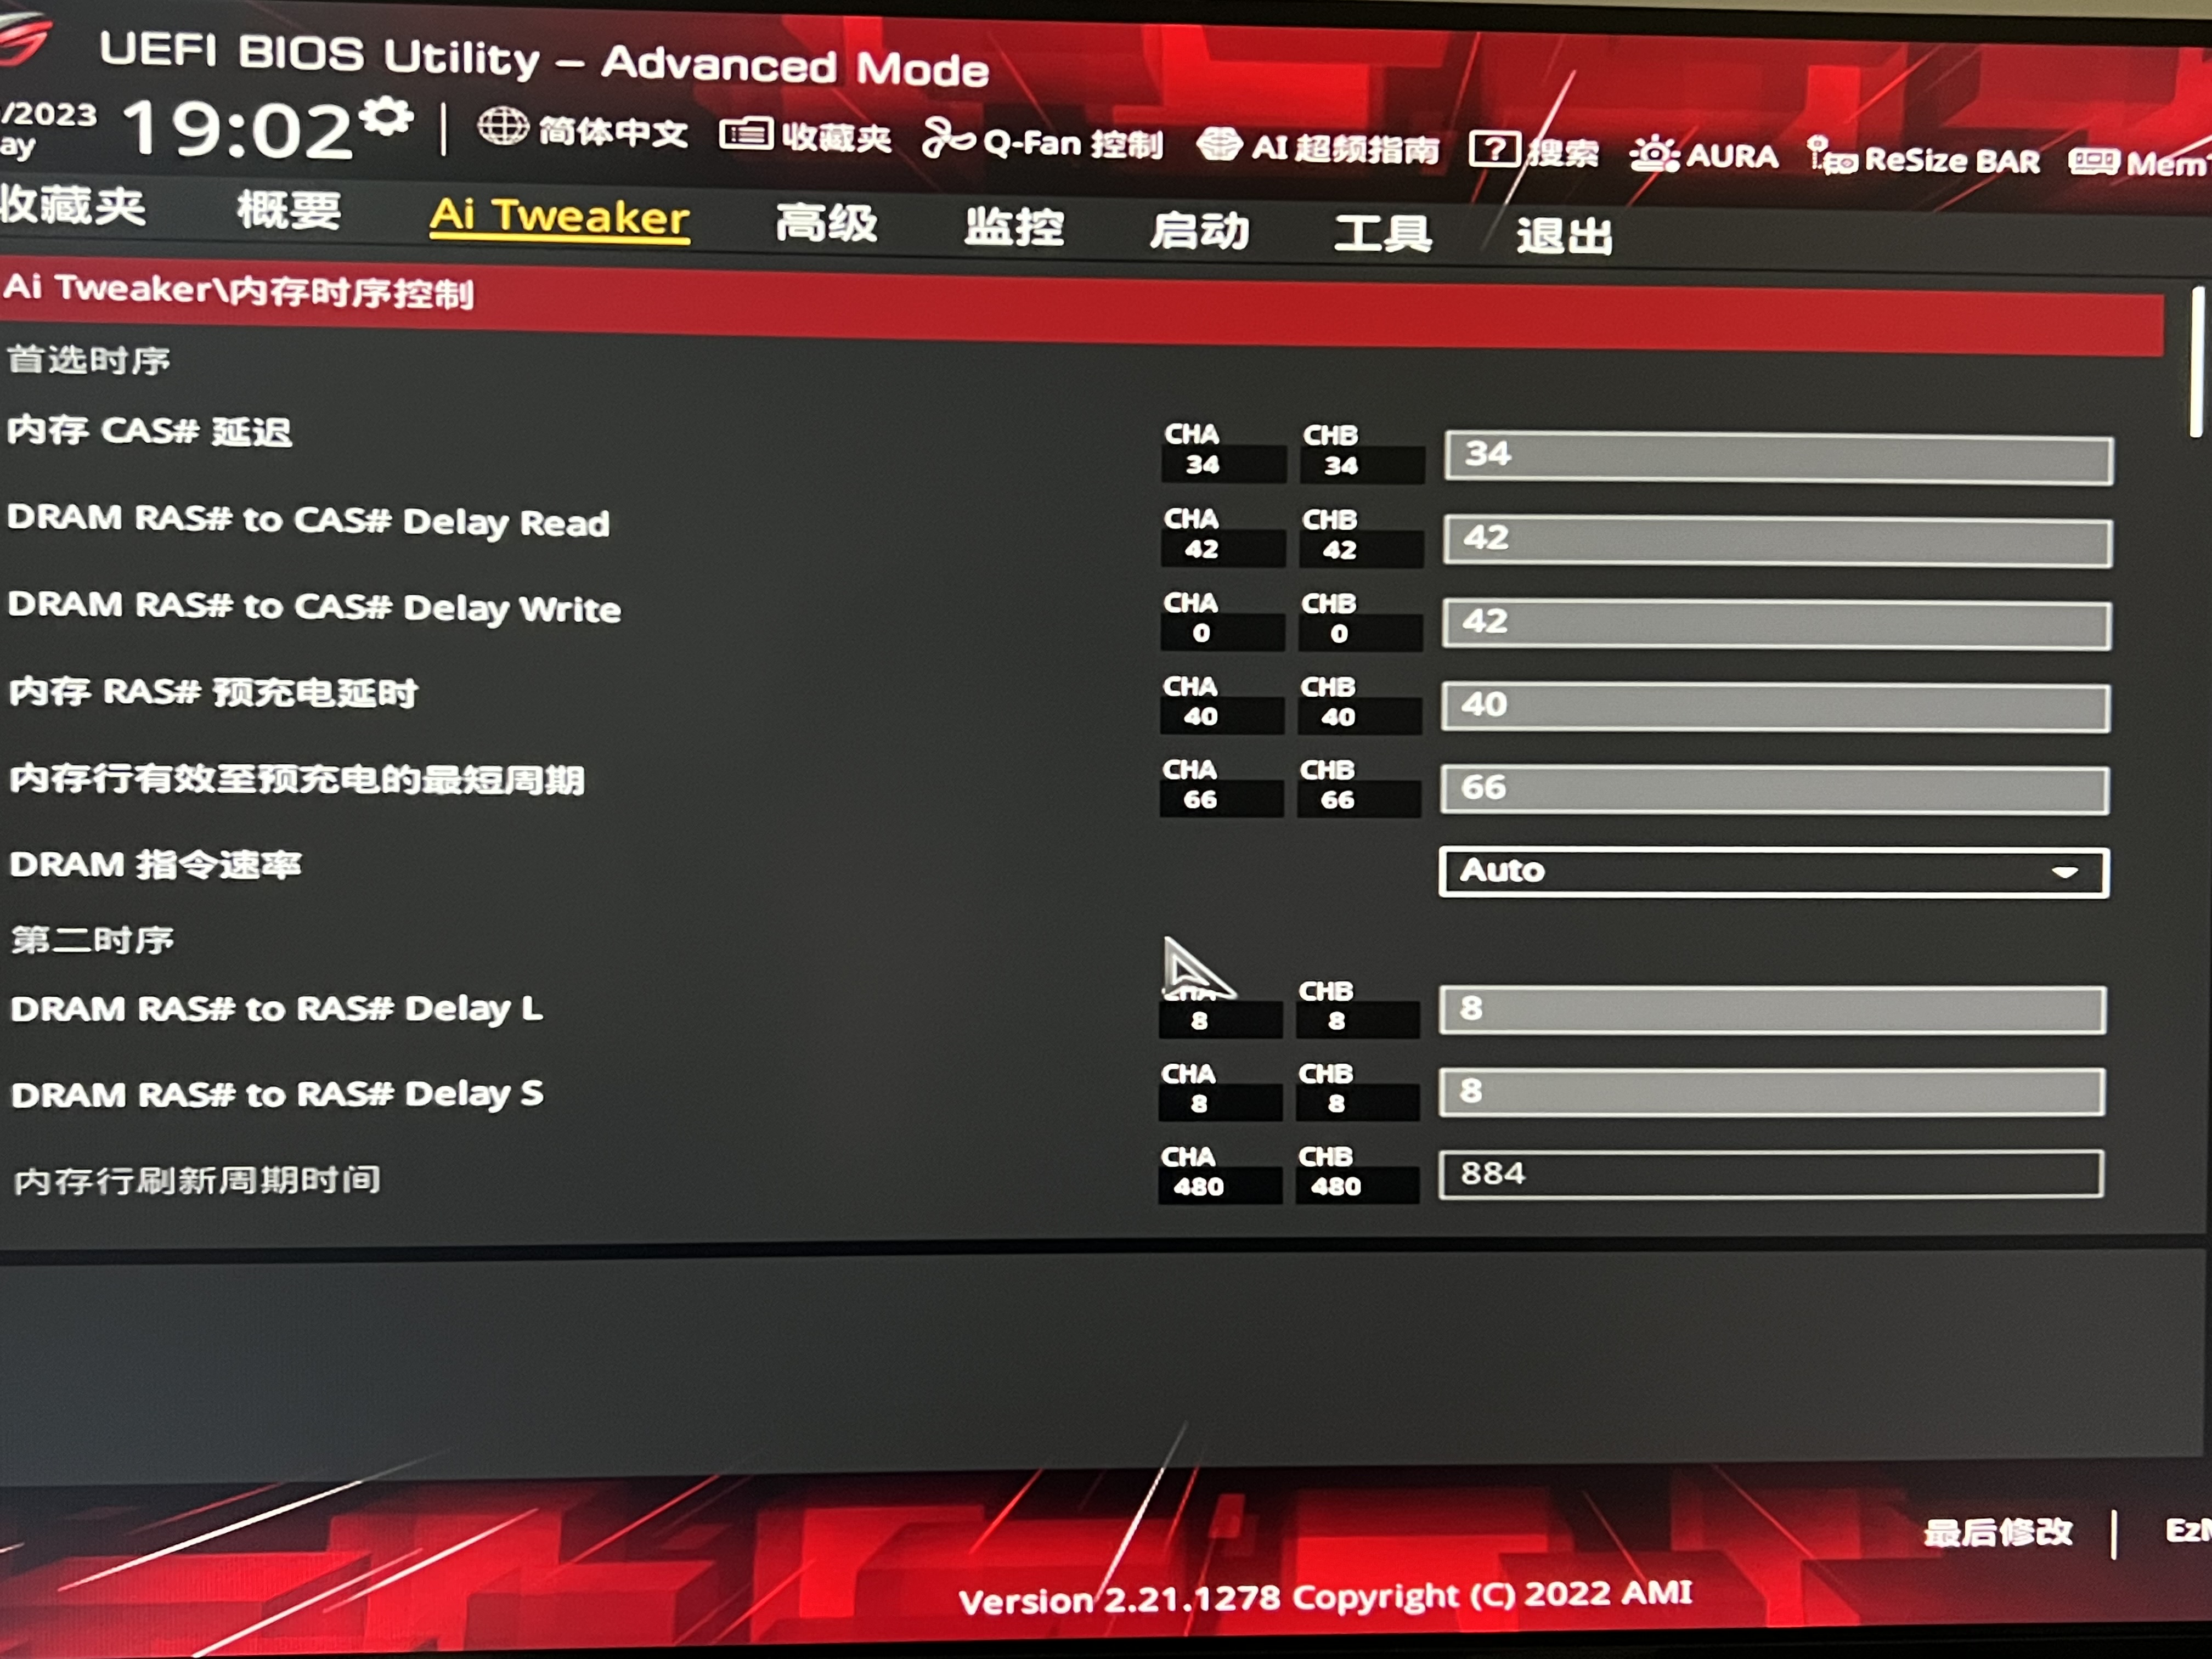 UEFI BIOS Utility – Advanced Mode
/2023
ay
19:02
简体中文
收藏夹
Q-Fan 控制
AI 超频指南
?
搜索
AURA
ReSize BAR
收藏夹
概要
Ai Tweaker
高级
监控
启动
工具
退出
Ai Tweaker\内存时序控制
首选时序
内存 CAS# 延迟
CHA
34
CHB
34
34
DRAM RAS# to CAS# Delay Read
CHA
42
CHB
42
42
DRAM RAS# to CAS# Delay Write
CHA
0
CHB
0
42
内存 RAS# 预充电延时
CHA
40
CHB
40
40
内存行有效至预充电的最短周期
CHA
66
CHB
66
66
DRAM 指令速率
Auto
第二时序
DRAM RAS# to RAS# Delay L
CHA
8
CHB
8
8
DRAM RAS# to RAS# Delay S
CHA
8
CHB
8
8
内存行刷新周期时间
CHA
480
CHB
480
884
最后修改
Version 2.21.1278 Copyright (C) 2022 AMI